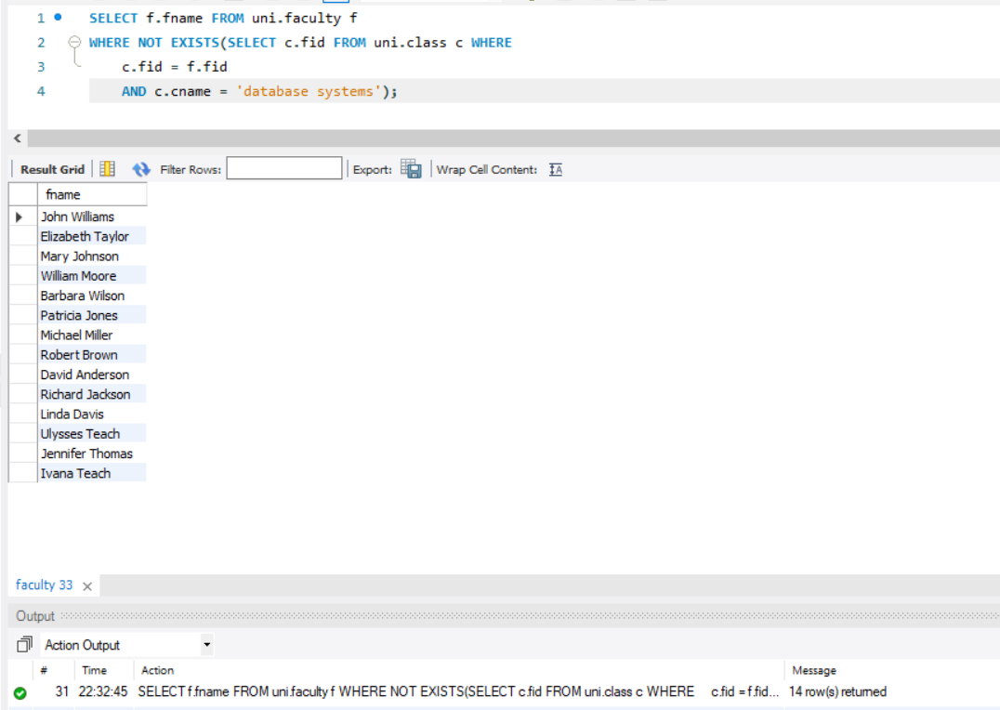 1 SELECT f.fname FROM uni.faculty f
2 WHERE NOT EXISTS(SELECT c.fid FROM uni.class c WHERE
3 c.fid = f.fid
4 AND c.cname = 'database systems');
Result Grid Filter Rows: Export: Wrap Cell Content: IA
fname
John Williams
Elizabeth Taylor
Mary Johnson
William Moore
Barbara Wilson
Patricia Jones
Michael Miller
Robert Brown
David Anderson
Richard Jackson
Linda Davis
Ulysses Teach
Jennifer Thomas
Ivana Teach
faculty 33
Output
Action Output
# Time Action Message
31 22:32:45 SELECT f.fname FROM uni.faculty f WHERE NOT EXISTS(SELECT c.fid FROM uni.class c WHERE c.fid = f.fid... 14 row(s) returned